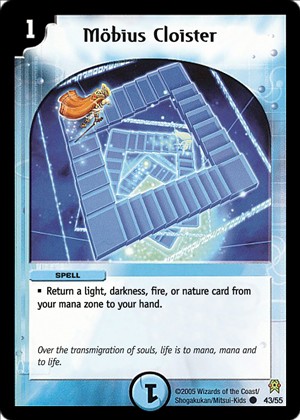 1
Möbius Cloister
SPELL
▪ Return a light, darkness, fire, or nature card from
your mana zone to your hand.
Over the transmigration of souls, life is to mana, mana and
to life.
©2005 Wizards of the Coast/
Shogakukan/Mitsui-Kids ● 43/55
1